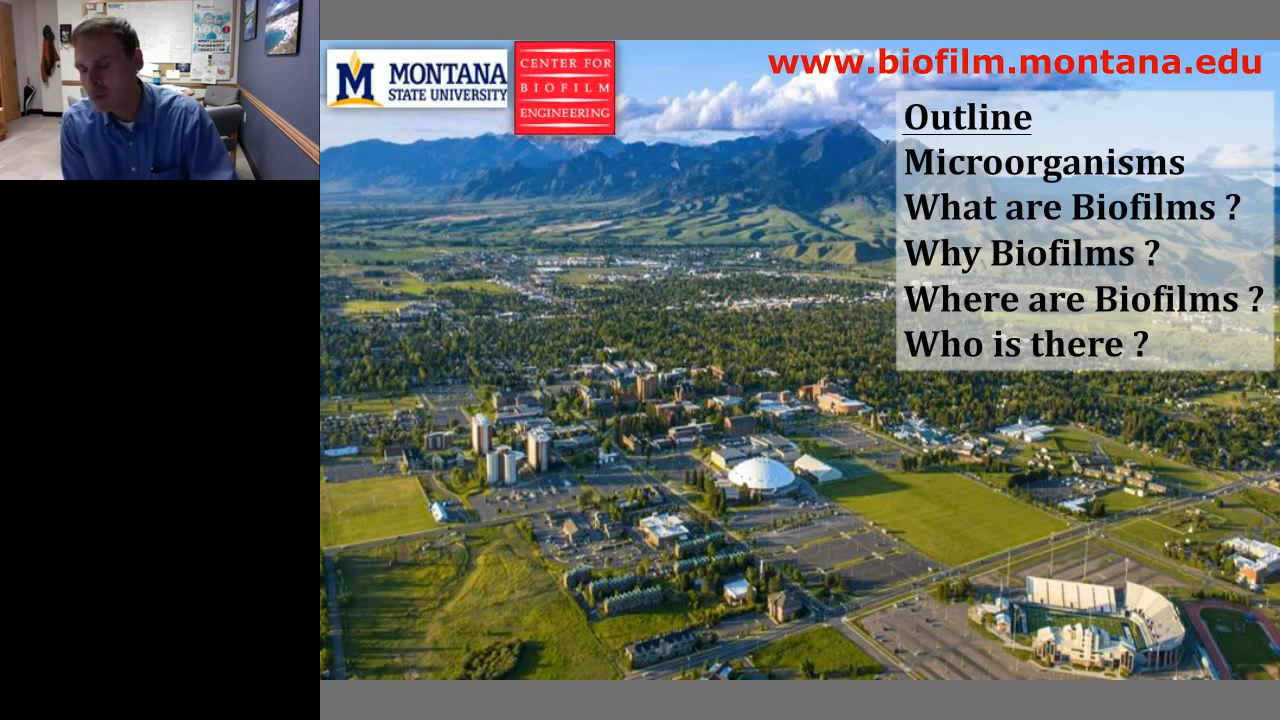 MONTANA
STATE UNIVERSITY
CENTER FOR
BIOFILM
ENGINEERING
www.biofilm.montana.edu
Outline
Microorganisms
What are Biofilms ?
Why Biofilms ?
Where are Biofilms ?
Who is there ?